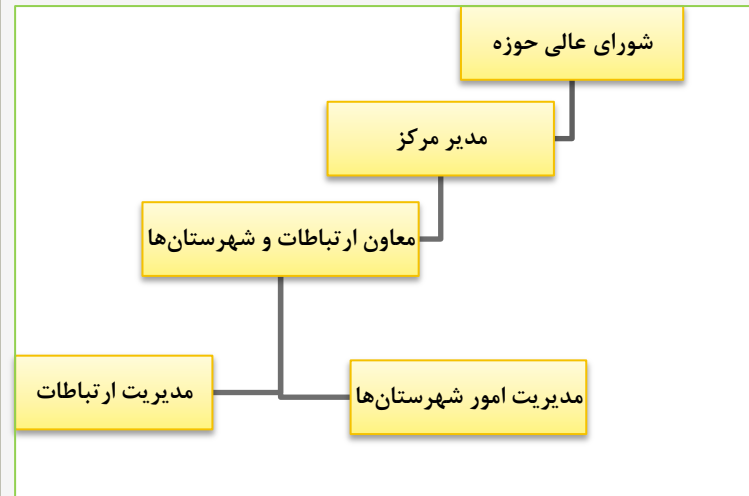 شورای عالی حوزه
مدیر مرکز
معاون ارتباطات و شهرستان‌ها
مدیریت امور شهرستان‌ها
مدیریت ارتباطات